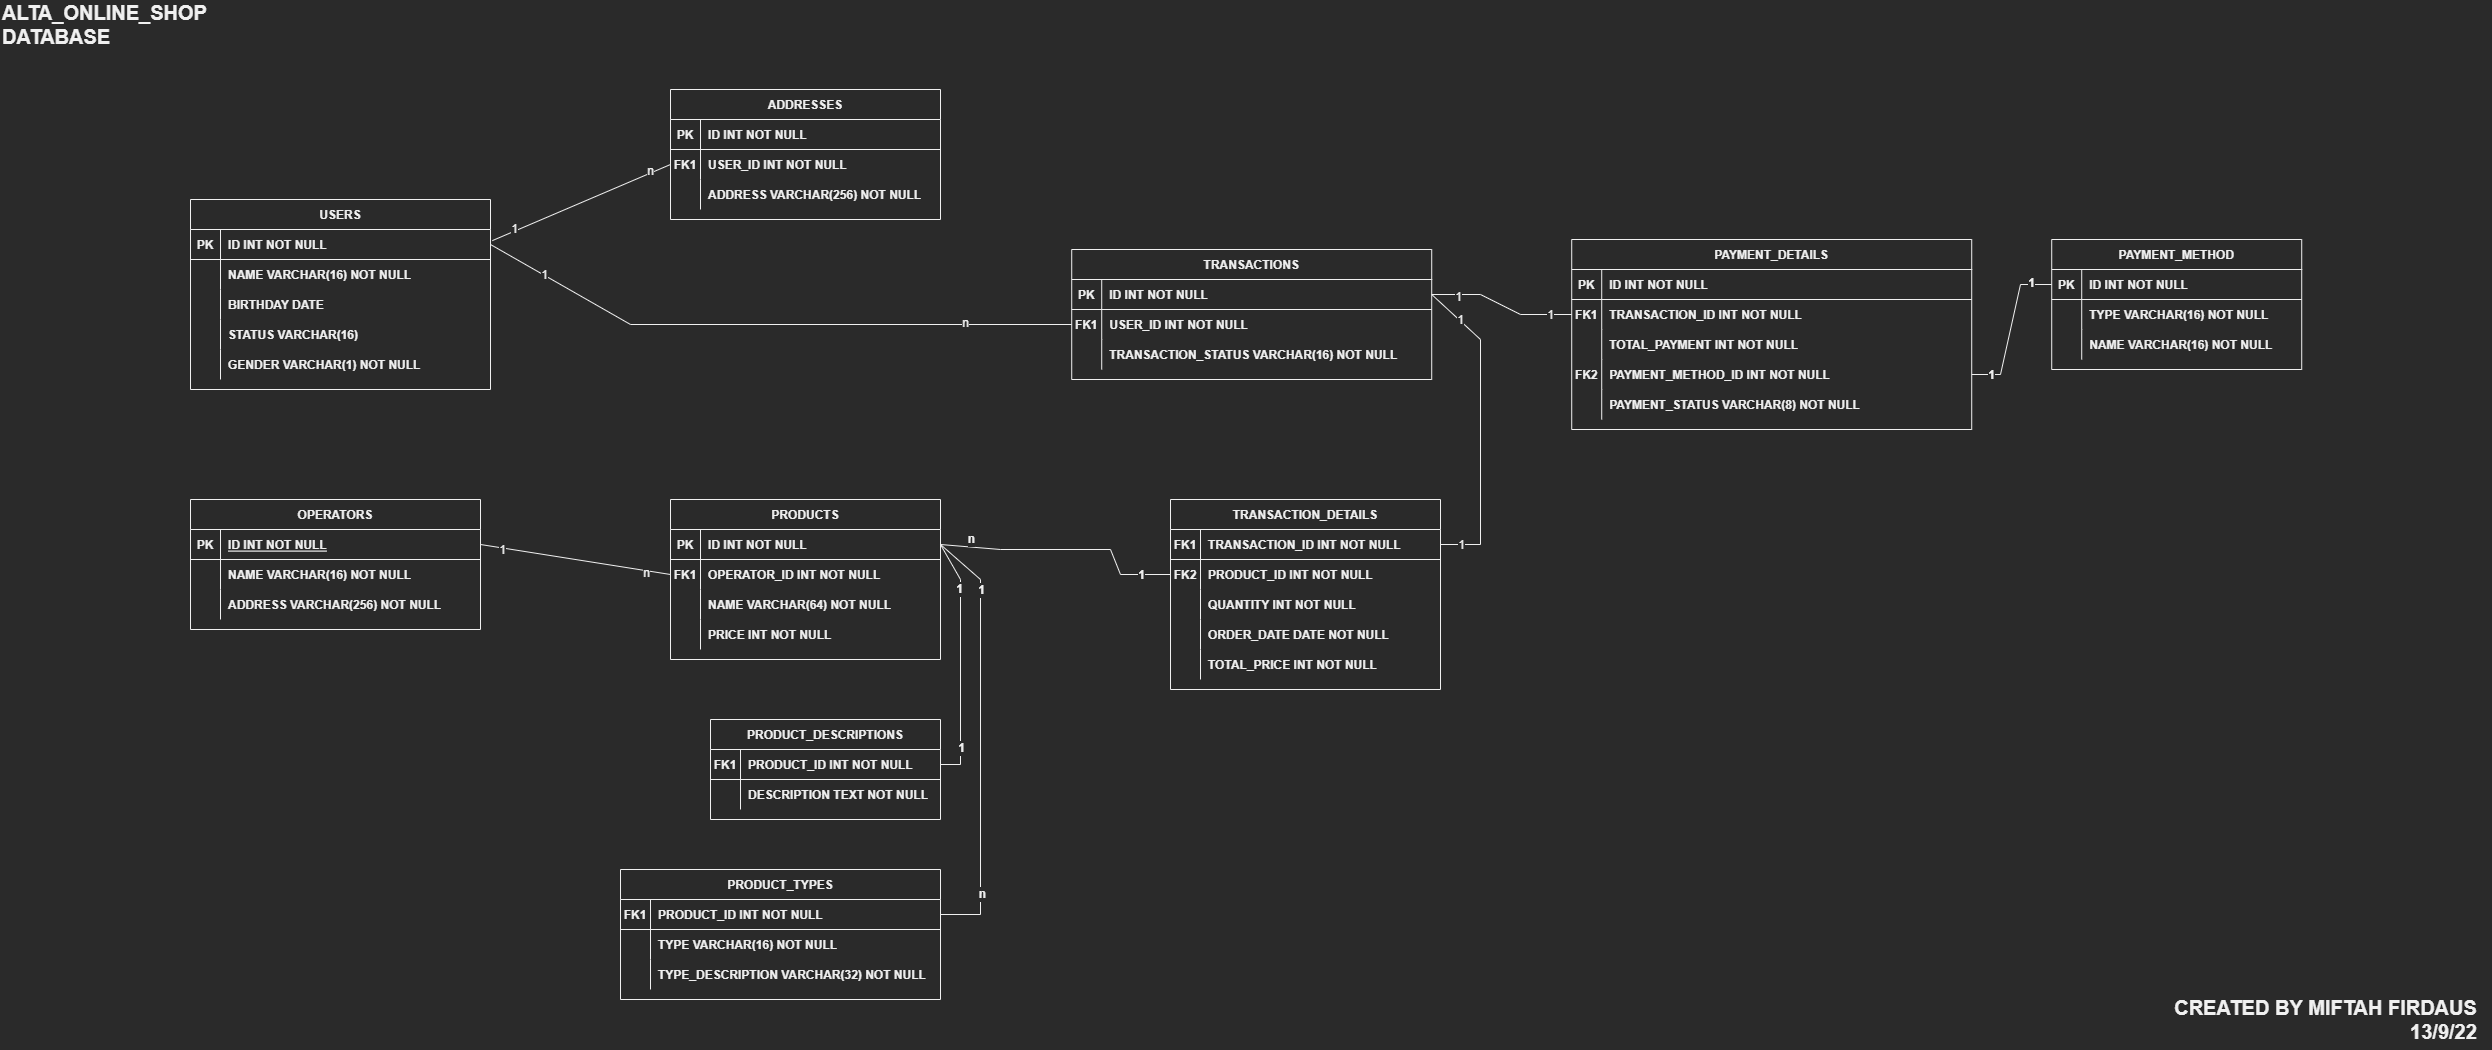 ALTA_ONLINE_SHOP
DATABASE
ADDRESSES
PK ID INT NOT NULL
FK1 USER_ID INT NOT NULL
ADDRESS VARCHAR(256) NOT NULL
n
1
USERS
PK ID INT NOT NULL
NAME VARCHAR(16) NOT NULL
BIRTHDAY DATE
STATUS VARCHAR(16)
GENDER VARCHAR(1) NOT NULL
1
n
TRANSACTIONS
PK ID INT NOT NULL
FK1 USER_ID INT NOT NULL
TRANSACTION_STATUS VARCHAR(16) NOT NULL
1
1
1
PAYMENT_DETAILS
PK ID INT NOT NULL
FK1 TRANSACTION_ID INT NOT NULL
TOTAL_PAYMENT INT NOT NULL
FK2 PAYMENT_METHOD_ID INT NOT NULL
PAYMENT_STATUS VARCHAR(8) NOT NULL
1
1
PAYMENT_METHOD
PK ID INT NOT NULL
TYPE VARCHAR(16) NOT NULL
NAME VARCHAR(16) NOT NULL
OPERATORS
PK ID INT NOT NULL
NAME VARCHAR(16) NOT NULL
ADDRESS VARCHAR(256) NOT NULL
1
n
PRODUCTS
PK ID INT NOT NULL
FK1 OPERATOR_ID INT NOT NULL
NAME VARCHAR(64) NOT NULL
PRICE INT NOT NULL
n
1
1
1
TRANSACTION_DETAILS
FK1 TRANSACTION_ID INT NOT NULL
FK2 PRODUCT_ID INT NOT NULL
QUANTITY INT NOT NULL
ORDER_DATE DATE NOT NULL
TOTAL_PRICE INT NOT NULL
1
PRODUCT_DESCRIPTIONS
FK1 PRODUCT_ID INT NOT NULL
DESCRIPTION TEXT NOT NULL
1
PRODUCT_TYPES
FK1 PRODUCT_ID INT NOT NULL
TYPE VARCHAR(16) NOT NULL
TYPE_DESCRIPTION VARCHAR(32) NOT NULL
n
CREATED BY MIFTAH FIRDAUS
13/9/22